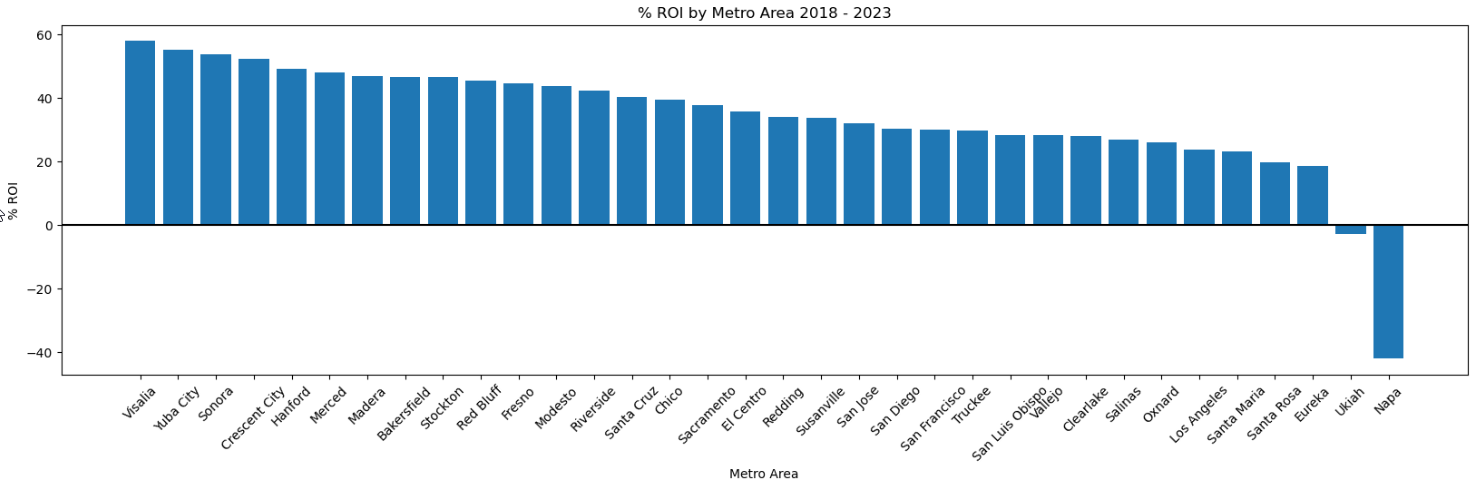 % ROI by Metro Area 2018 - 2023
60
40
20
0
−20
−40
% ROI
Visalia
Yuba City
Sonora
Crescent City
Hanford
Merced
Madera
Bakersfield
Stockton
Red Bluff
Fresno
Modesto
Riverside
Santa Cruz
Chico
Sacramento
El Centro
Redding
Susanville
San Jose
San Diego
San Francisco
Truckee
San Luis Obispo
Vallejo
Clearlake
Salinas
Oxnard
Los Angeles
Santa Maria
Santa Rosa
Eureka
Ukiah
Napa
Metro Area